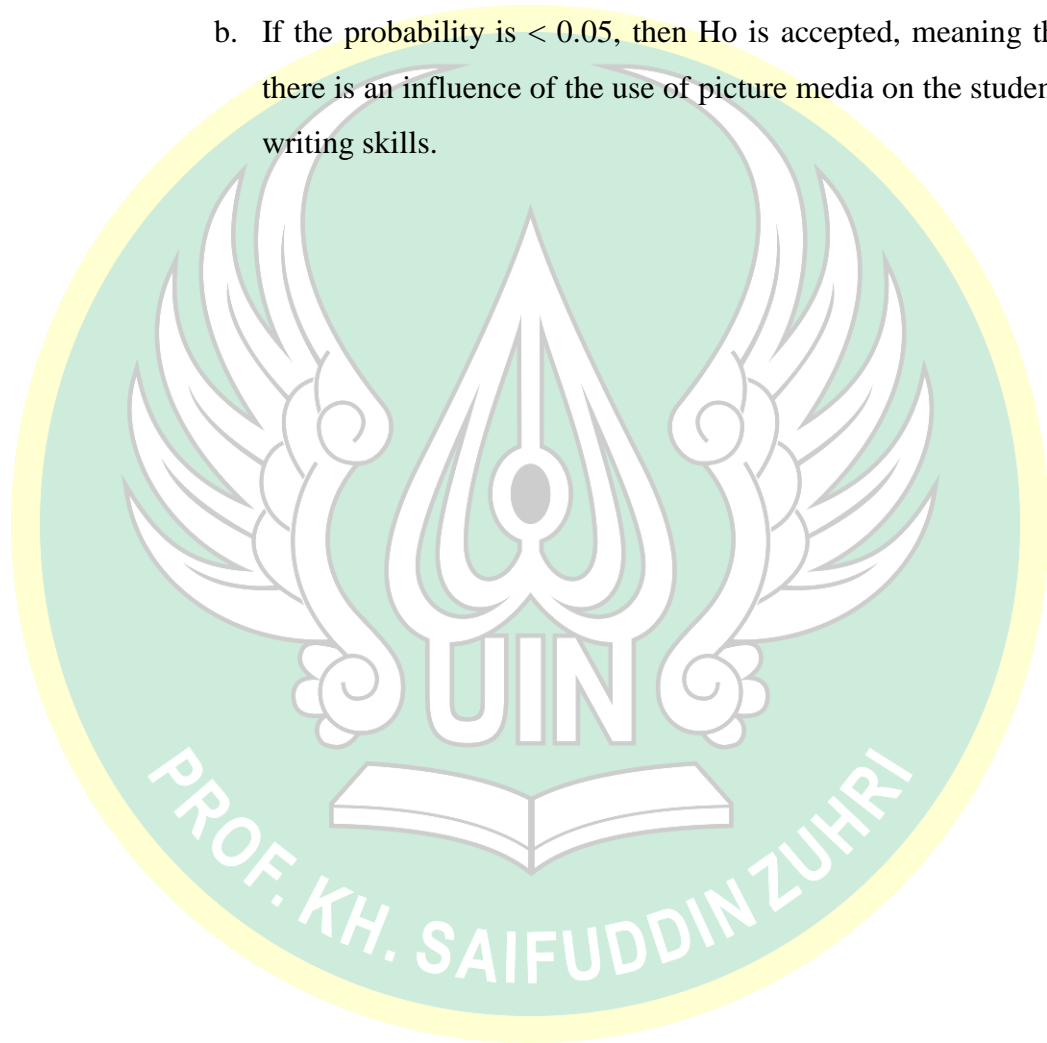 b. If the probability is < 0.05, then Ho is accepted, meaning th
there is an influence of the use of picture media on the studen
writing skills.
UIN
PROF. KH. SAIFUDDIN ZUHRI